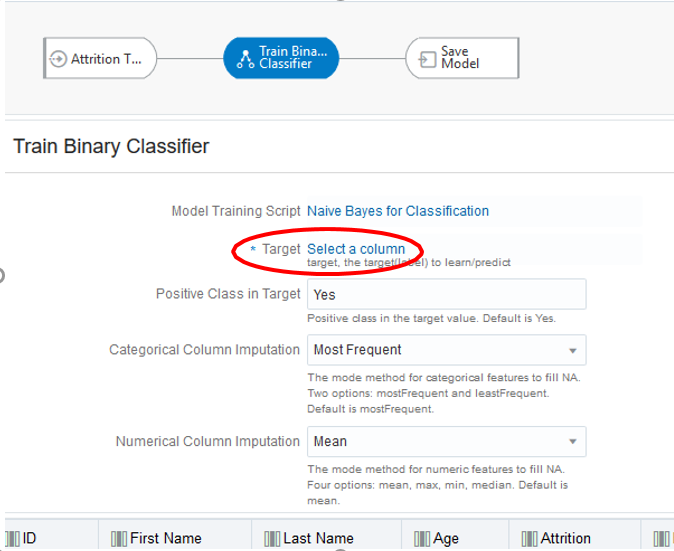 Attrition T...
Train Bina...
Classifier
Save
Model
Train Binary Classifier
Model Training Script Naive Bayes for Classification
* Target Select a column
target, the target(label) to learn/predict
Positive Class in Target Yes
Positive class in the target value. Default is Yes.
Categorical Column Imputation Most Frequent
The mode method for categorical features to fill NA.
Two options: mostFrequent and leastFrequent.
Default is mostFrequent.
Numerical Column Imputation Mean
The mode method for numeric features to fill NA.
Four options: mean, max, min, median. Default is
mean.
ID First Name Last Name Age Attrition